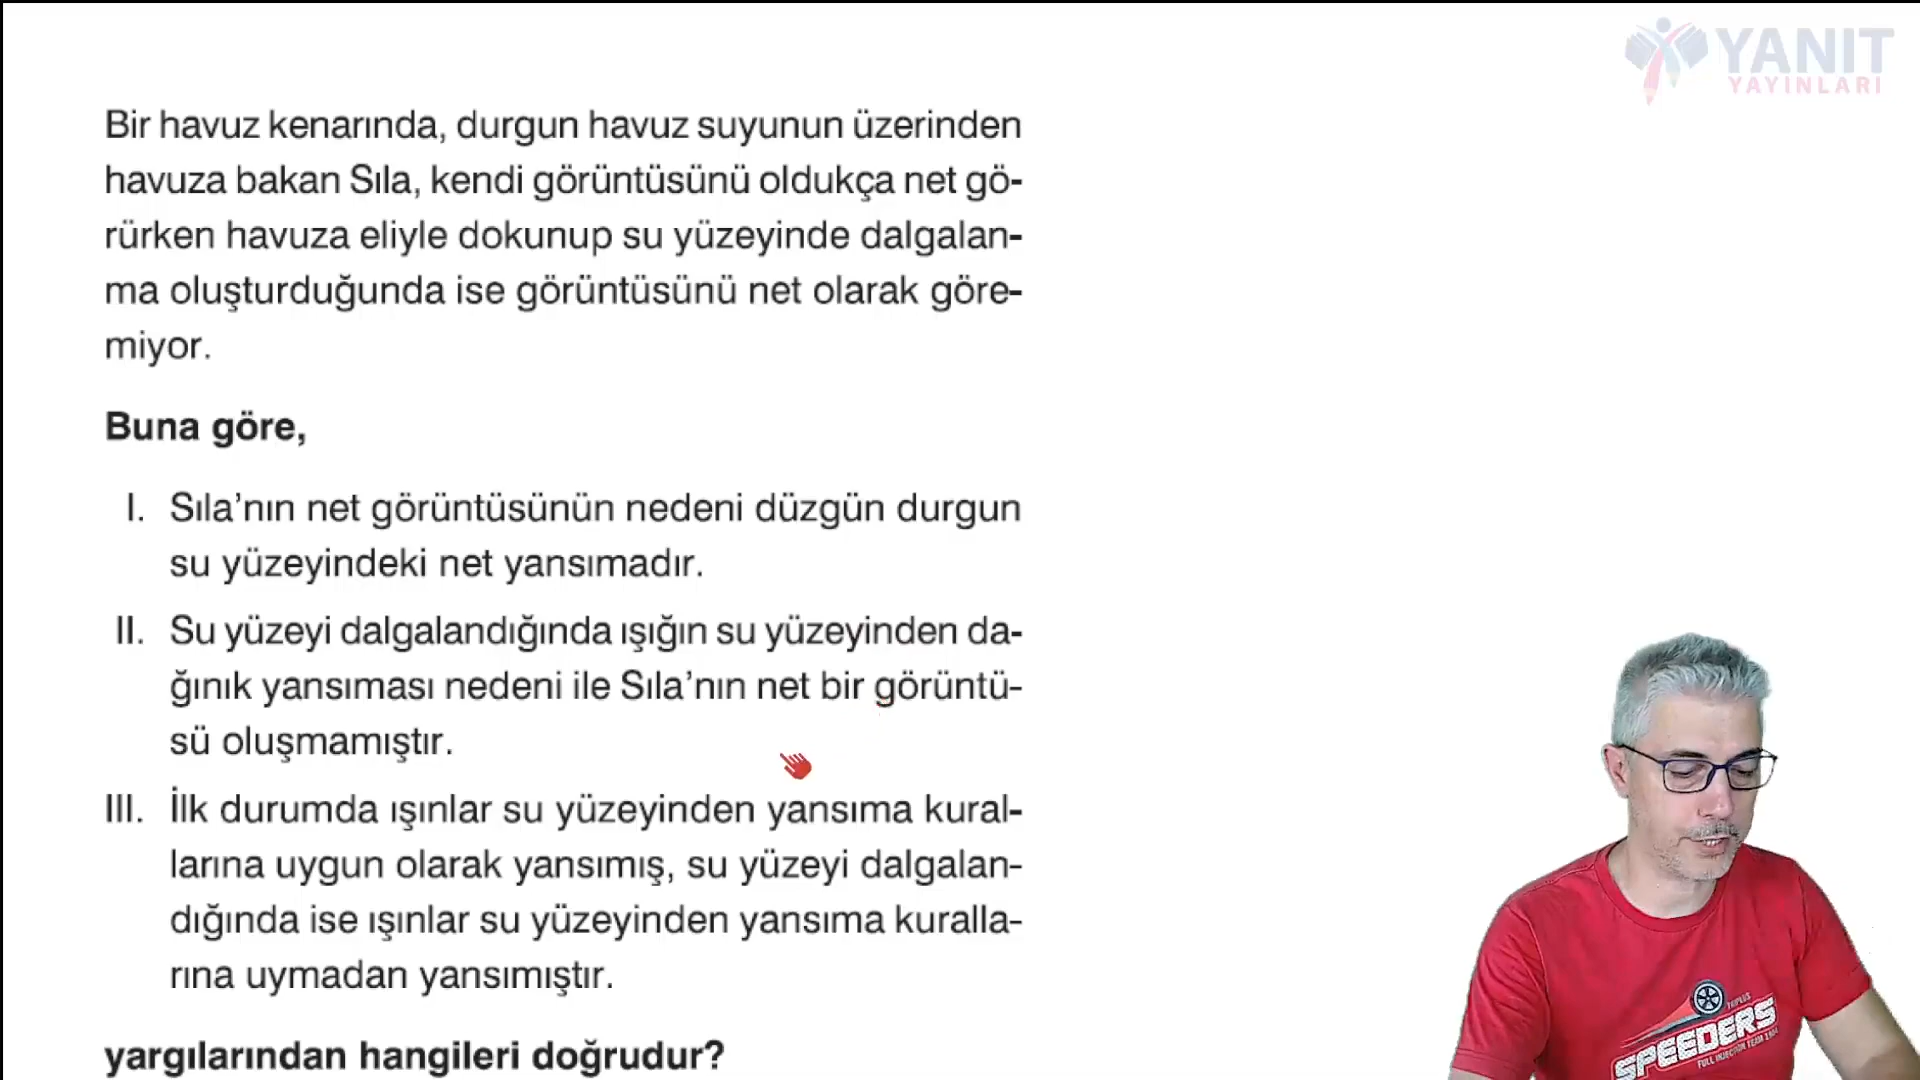 YANIT
YAYINLARI
Bir havuz kenarında, durgun havuz suyunun üzerinden
havuza bakan Sıla, kendi görüntüsünü oldukça net gö-
rürken havuza eliyle dokunup su yüzeyinde dalgalan-
ma oluşturduğunda ise görüntüsünü net olarak göre-
miyor.
Buna göre,
I. Sıla'nın net görüntüsünün nedeni düzgün durgun
su yüzeyindeki net yansımadır.
II. Su yüzeyi dalgalandığında ışığın su yüzeyinden da-
ğınık yansıması nedeni ile Sıla'nın net bir görüntü-
sü oluşmamıştır.
III. İlk durumda ışınlar su yüzeyinden yansıma kural-
larına uygun olarak yansımış, su yüzeyi dalgalan-
dığında ise ışınlar su yüzeyinden yansıma kuralla-
rına uymadan yansımıştır.
yargılarından hangileri doğrudur?
SPEEDERS
FULL INJECTION TEAM